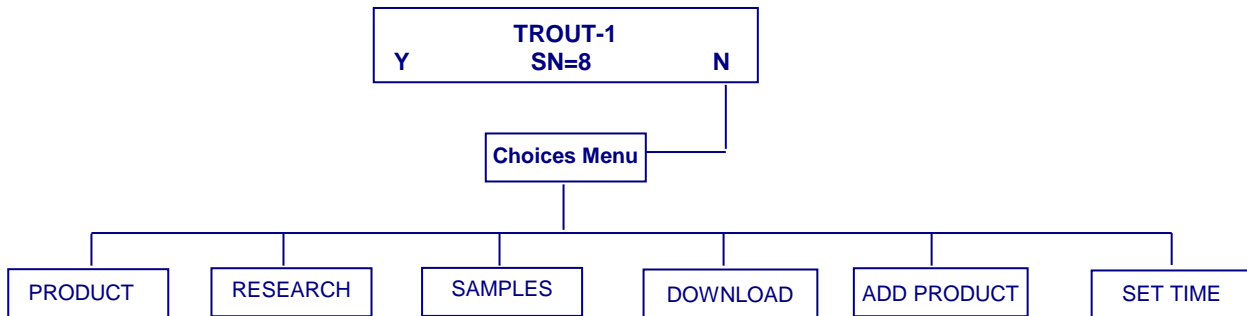 TROUT-1
Y SN=8 N
Choices Menu
PRODUCT RESEARCH SAMPLES DOWNLOAD ADD PRODUCT SET TIME